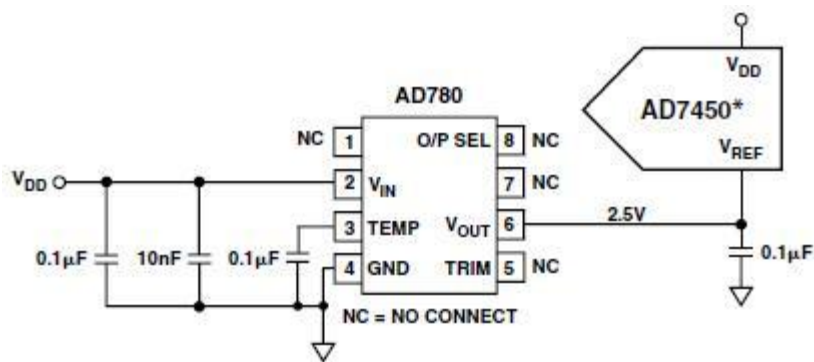 AD780
V_DD
AD7450*
V_REF
NC 1 O/P SEL 8 NC
V_DD 2 V_IN 7 NC
3 TEMP V_OUT 6 2.5V
0.1μF 10nF 0.1μF 4 GND TRIM 5 NC 0.1μF
NC = NO CONNECT